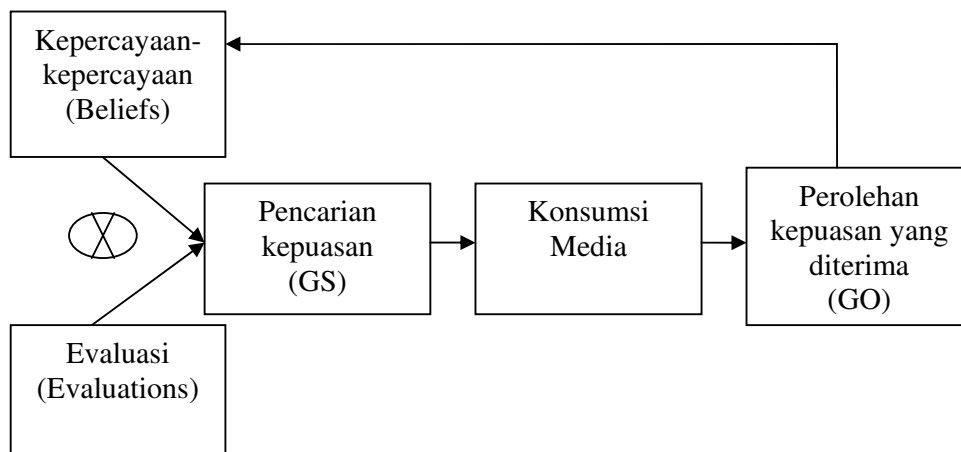 Kepercayaan-
kepercayaan
(Beliefs)
Pencarian
kepuasan
(GS)
Konsumsi
Media
Perolehan
kepuasan yang
diterima
(GO)
Evaluasi
(Evaluations)